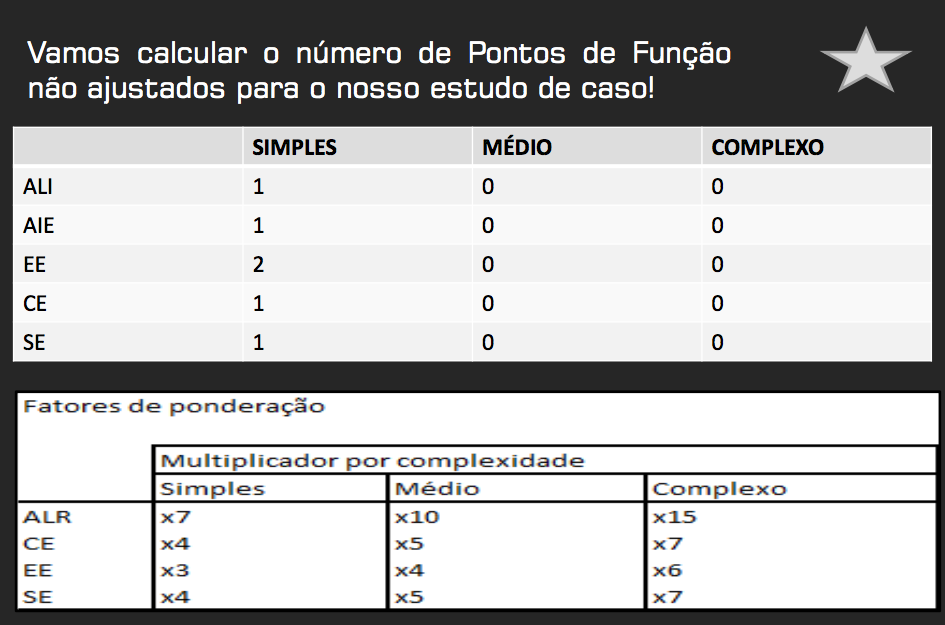 Vamos calcular o número de Pontos de Função
não ajustados para o nosso estudo de caso!
SIMPLES MÉDIO COMPLEXO
ALI 1 0 0
AIE 1 0 0
EE 2 0 0
CE 1 0 0
SE 1 0 0
Fatores de ponderação
Multiplicador por complexidade
Simples Médio Complexo
ALR x7 x10 x15
CE x4 x5 x7
EE x3 x4 x6
SE x4 x5 x7